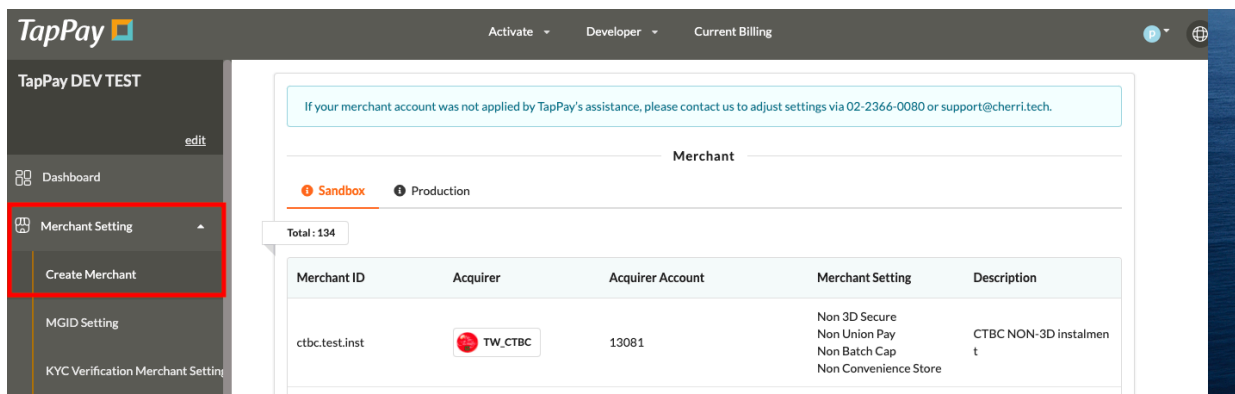 TapPay
Activate
Developer
Current Billing
P
TapPay DEV TEST
edit
Dashboard
Merchant Setting
Create Merchant
MGID Setting
KYC Verification Merchant Setting
If your merchant account was not applied by TapPay's assistance, please contact us to adjust settings via 02-2366-0080 or support@cherri.tech.
Merchant
Sandbox
Production
Total : 134
Merchant ID
Acquirer
Acquirer Account
Merchant Setting
Description
ctbc.test.inst
TW_CTBC
13081
Non 3D Secure
Non Union Pay
Non Batch Cap
Non Convenience Store
CTBC NON-3D instalmen
t